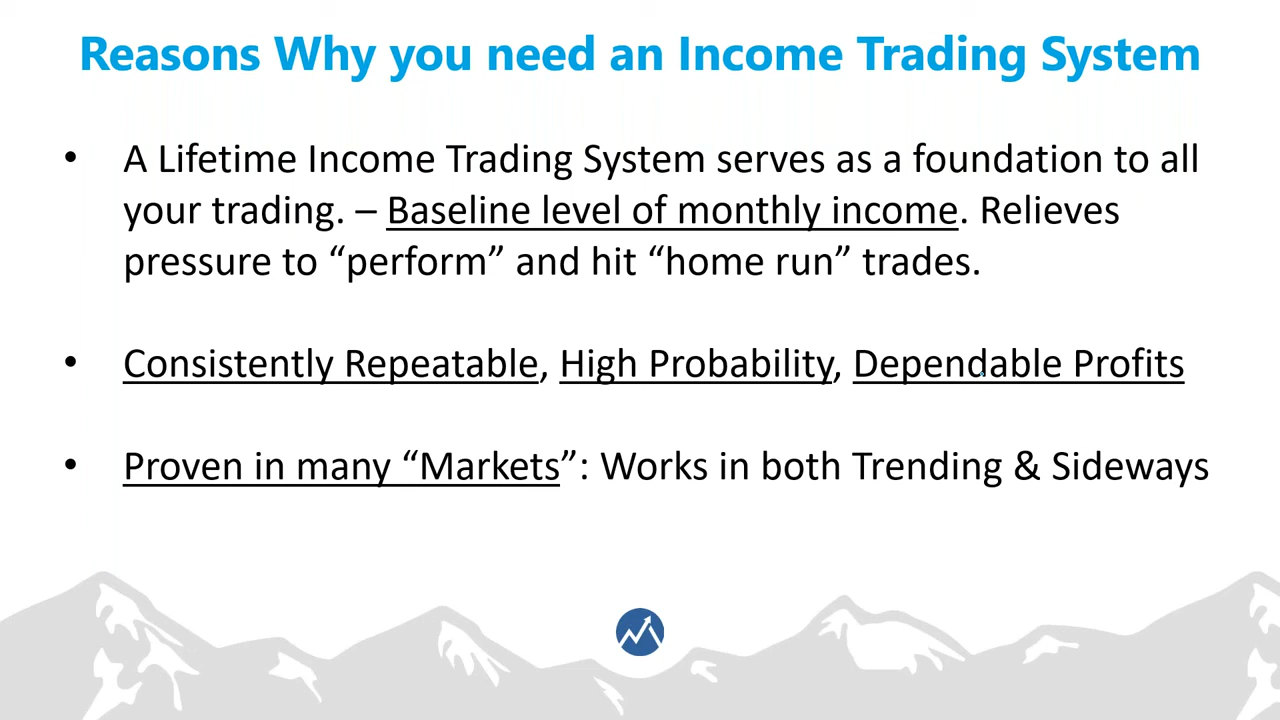 Reasons Why you need an Income Trading System
• A Lifetime Income Trading System serves as a foundation to all
your trading. – Baseline level of monthly income. Relieves
pressure to “perform” and hit “home run” trades.
• Consistently Repeatable, High Probability, Dependable Profits
• Proven in many “Markets”: Works in both Trending & Sideways